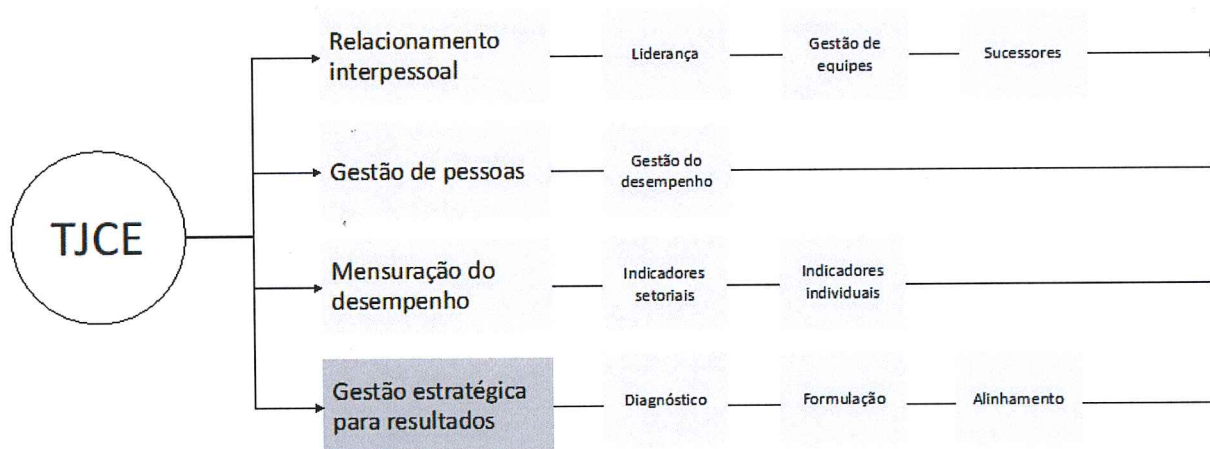 TJCE
Relacionamento
interpessoal
Liderança
Gestão de
equipes
Sucessores
Gestão de pessoas
Gestão do
desempenho
Mensuração do
desempenho
Indicadores
setoriais
Indicadores
individuais
Gestão estratégica
para resultados
Diagnóstico
Formulação
Alinhamento